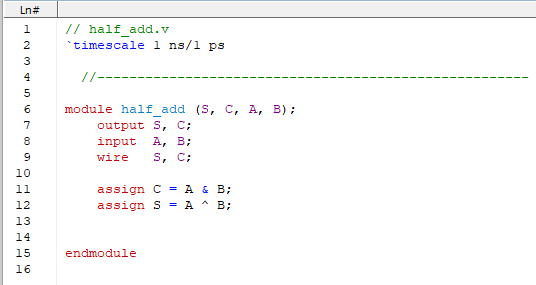 Ln#
1 // half_add.v
2 `timescale 1 ns/1 ps
3
4 //------------------------------------------------------
5
6 module half_add (S, C, A, B);
7 output S, C;
8 input A, B;
9 wire S, C;
10
11 assign C = A & B;
12 assign S = A ^ B;
13
14
15 endmodule
16